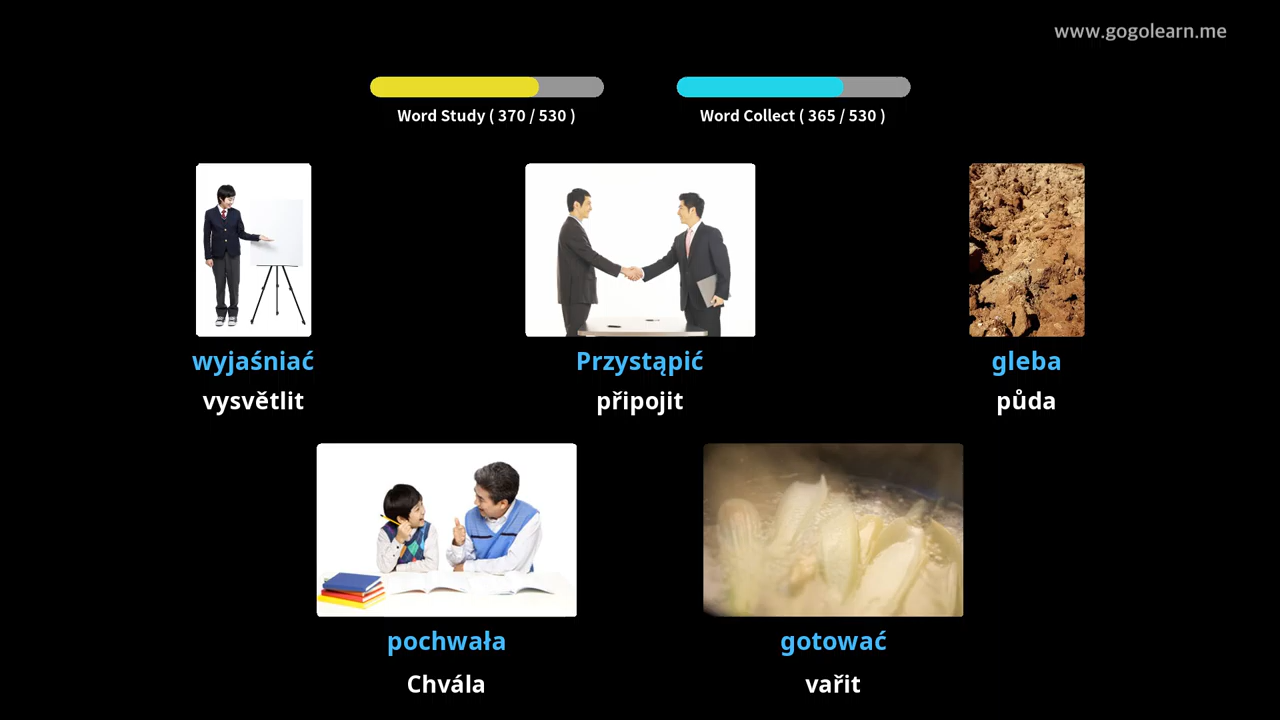 www.gogolearn.me
Word Study ( 370 / 530 )
Word Collect ( 365 / 530 )
wyjaśniać
vysvětlit
Przystąpić
připojit
gleba
půda
pochwała
Chvála
gotować
vařit